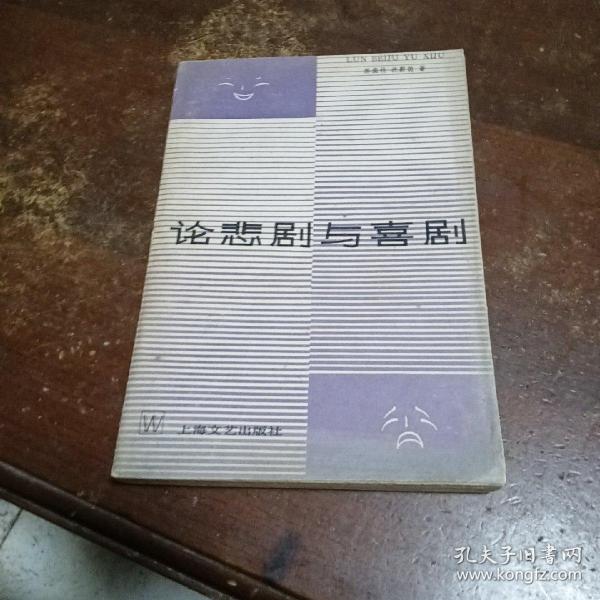 LUN BEIJU YU XIJU
著
论悲剧与喜剧
W
上海文艺出版社
孔夫子旧书网
www.kongfz.com